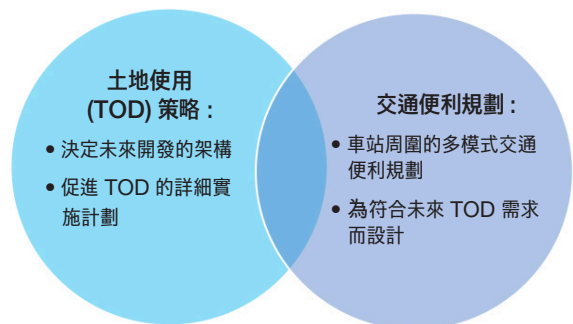 土地使用
(TOD) 策略：
• 決定未來開發的架構
• 促進 TOD 的詳細實
施計劃
交通便利規劃：
• 車站周圍的多模式交通
便利規劃
• 為符合未來 TOD 需求
而設計